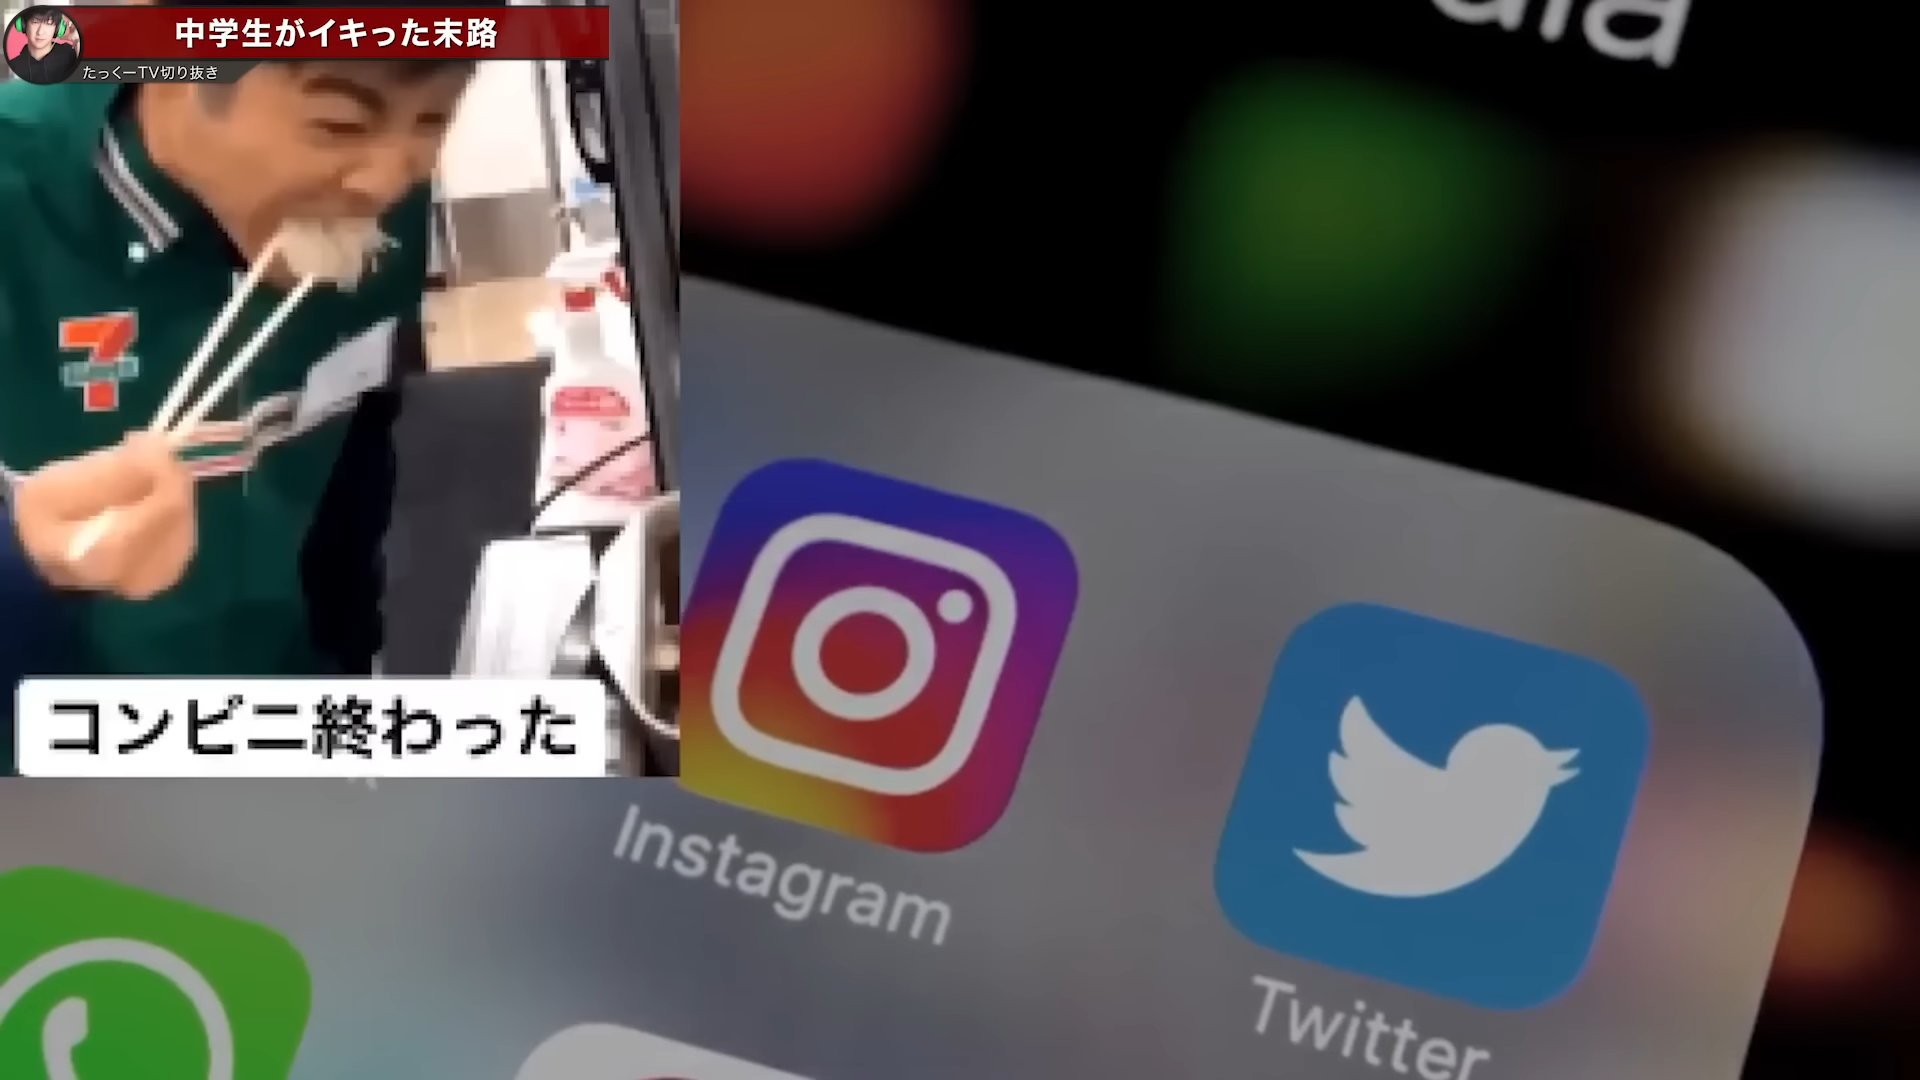 中学生がイキった末路
たっくーTV切り抜き
コンビニ終わった
Instagram
Twitter